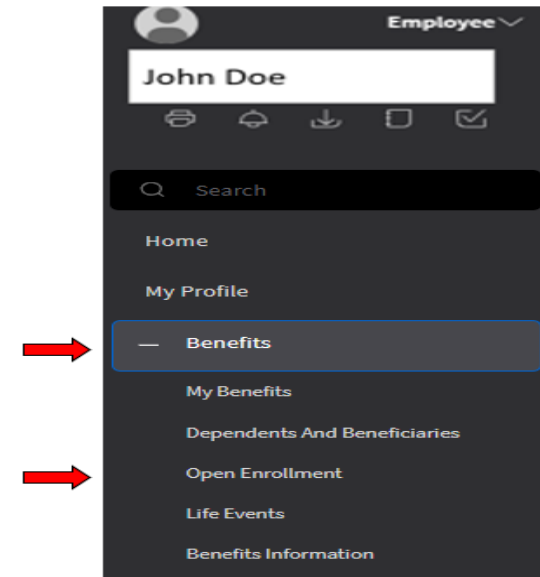 Employee
John Doe
Search
Home
My Profile
Benefits
My Benefits
Dependents And Beneficiaries
Open Enrollment
Life Events
Benefits Information